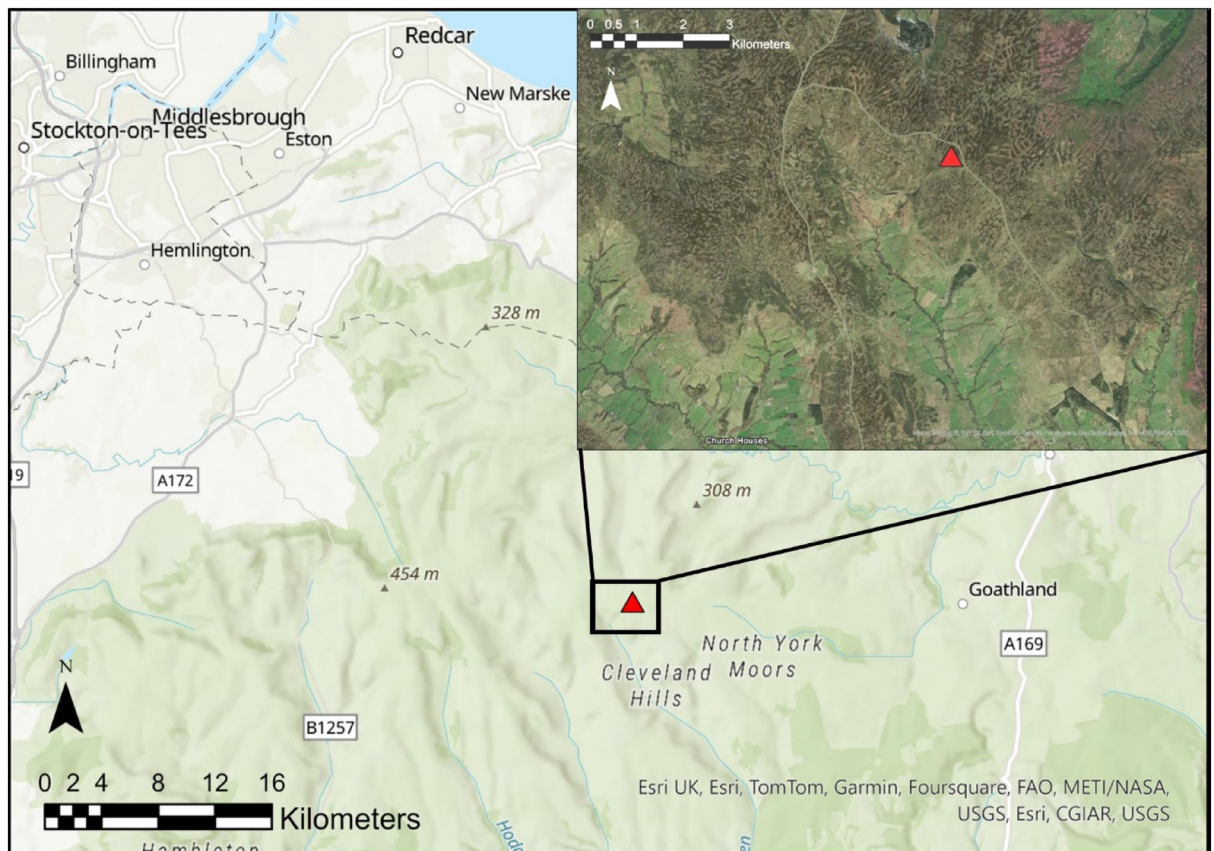 Redcar
Billingham
New Marske
Middlesbrough
Stockton-on-Tees
Eston
Hemlington
328 m
0 0.5 1 2 3
Kilometers
N
Church Houses
19
A172
308 m
454 m
Goathland
North York
Moors
A169
Cleveland
Hills
N
B1257
0 2 4 8 12 16
Kilometers
Esri UK, Esri, TomTom, Garmin, Foursquare, FAO, METI/NASA,
USGS, Esri, CGIAR, USGS